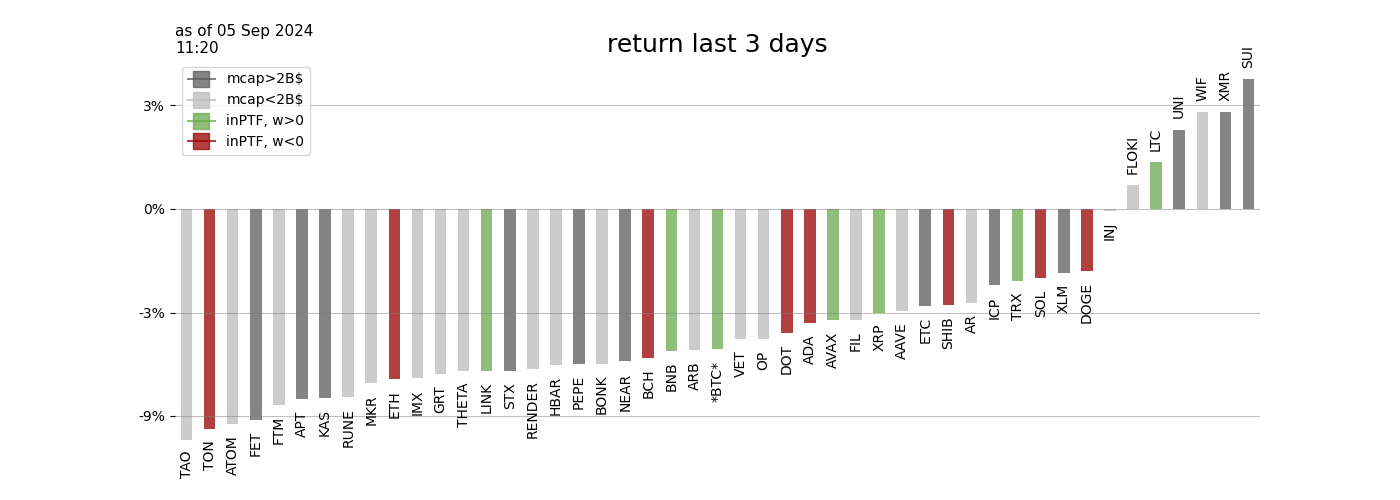 as of 05 Sep 2024
11:20
return last 3 days
mcap>2B$
mcap<2B$
inPTF, w>0
inPTF, w<0
3%
0%
-3%
-9%
TAO
TON
ATOM
FET
FTM
APT
KAS
RUNE
MKR
ETH
IMX
GRT
THETA
LINK
STX
RENDER
HBAR
PEPE
BONK
NEAR
BCH
BNB
ARB
*BTC*
VET
OP
DOT
ADA
AVAX
FIL
XRP
AAVE
ETC
SHIB
AR
ICP
TRX
SOL
XLM
DOGE
INJ
FLOKI
LTC
UNI
WIF
XMR
SUI